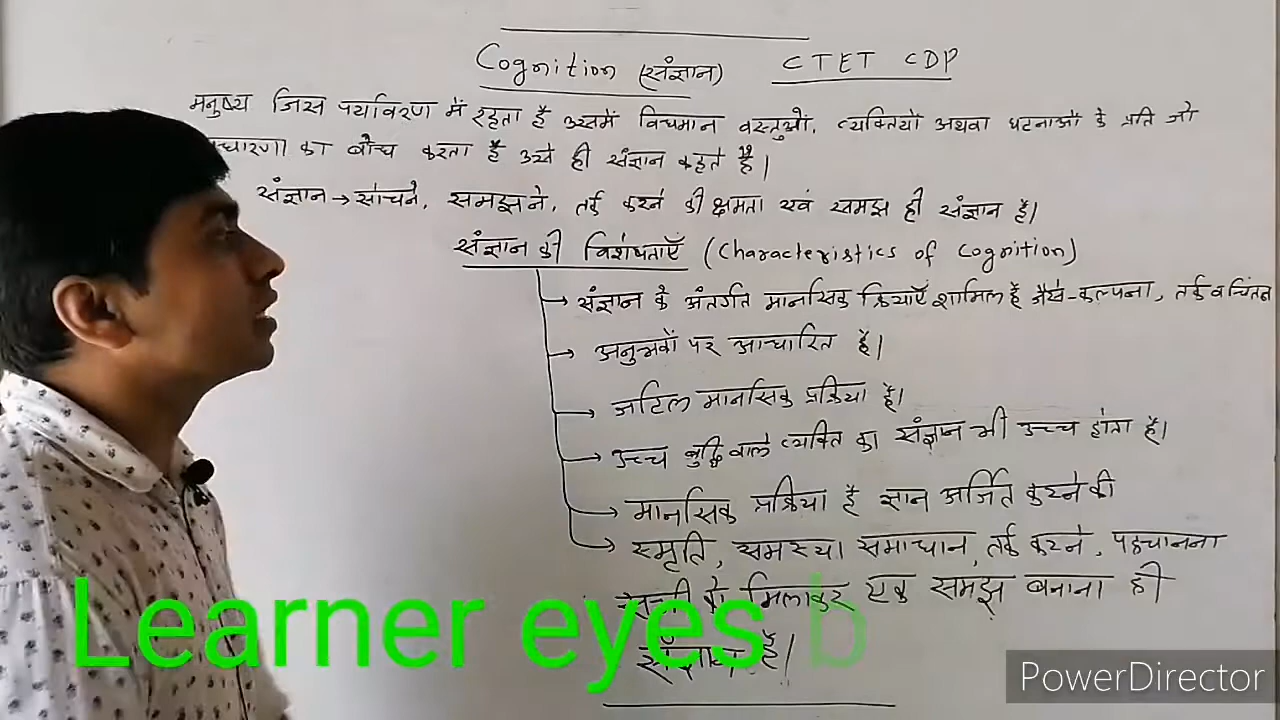 Cognition (संज्ञान) CTET CDP
मनुष्य जिस पर्यावरण में रहता है उसमें विद्यमान वस्तुओं, व्यक्तियों अथवा घटनाओं के प्रति जो
का बोध करता है उसे ही संज्ञान कहते हैं।
संज्ञान → सोचने, समझने, तर्क करने की क्षमता एवं समझ ही संज्ञान है।
संज्ञान की विशेषताएँ (Characteristics of Cognition)
→ संज्ञान के अंतर्गत मानसिक क्रियाएँ शामिल हैं जैसे-कल्पना, तर्क व चिंतन
→ अनुभवों पर आधारित है।
→ जटिल मानसिक प्रक्रिया है।
→ उच्च बुद्धि वाले व्यक्ति का संज्ञान भी उच्च होता है।
→ मानसिक प्रक्रिया है ज्ञान अर्जित करने की
→ स्मृति, समस्या समाधान, तर्क करने, पहचानना
को मिलाकर एक समझ बनाना ही
संज्ञान है।
Learner eyes b
PowerDirector